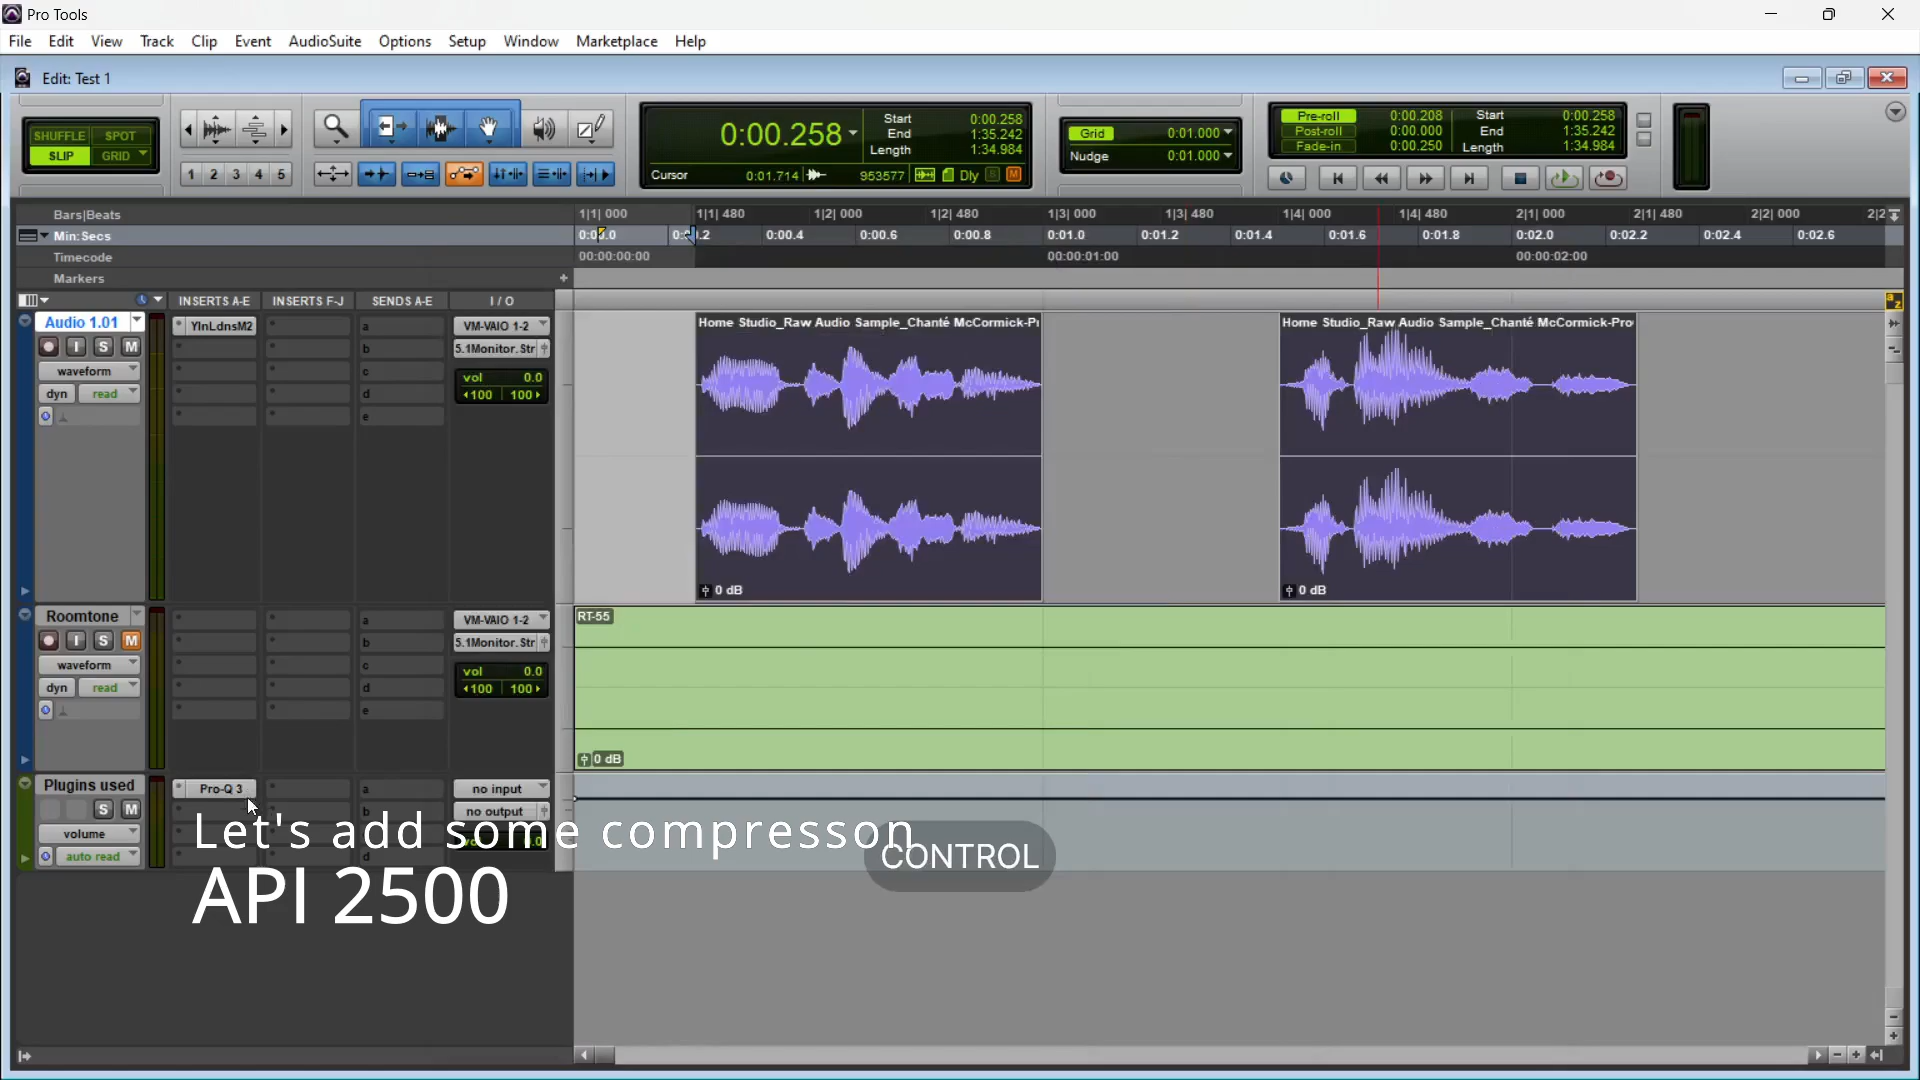 Pro Tools
File Edit View Track Clip Event AudioSuite Options Setup Window Marketplace Help
Edit: Test 1
SHUFFLE SPOT
SLIP GRID
1 2 3 4 5
0:00.258
Start 0:00.258
End 1:35.242
Length 1:34.984
Cursor 0:01.714 953577 Dly S M
Grid 0:01.000
Nudge 0:01.000
Pre-roll 0:00.208 Start 0:00.258
Post-roll 0:00.000 End 1:35.242
Fade-in 0:00.250 Length 1:34.984
Bars|Beats 1|1| 000 1|1| 480 1|2| 000 1|2| 480 1|3| 000 1|3| 480 1|4| 000 1|4| 480 2|1| 000 2|1| 480 2|2| 000 2|2
Min:Secs 0:00.0 0:00.2 0:00.4 0:00.6 0:00.8 0:01.0 0:01.2 0:01.4 0:01.6 0:01.8 0:02.0 0:02.2 0:02.4 0:02.6
Timecode 00:00:00:00 00:00:01:00 00:00:02:00
Markers
INSERTS A-E INSERTS F-J SENDS A-E I / O
a z
Audio 1.01 YlnLdnsM2 a VM-VAIO 1-2
I S M b 5.1Monitor.Str
waveform c vol 0.0
dyn read d 100 100
e
Home Studio_Raw Audio Sample_Chanté McCormick-Pr
0 dB
Home Studio_Raw Audio Sample_Chanté McCormick-Pro
0 dB
Roomtone a VM-VAIO 1-2
I S M b 5.1Monitor.Str
waveform c vol 0.0
dyn read d 100 100
e
RT-55
0 dB
Plugins used Pro-Q 3 a no input
S M b no output
volume vol 0.0
auto read d
Let's add some compresson
CONTROL
API 2500